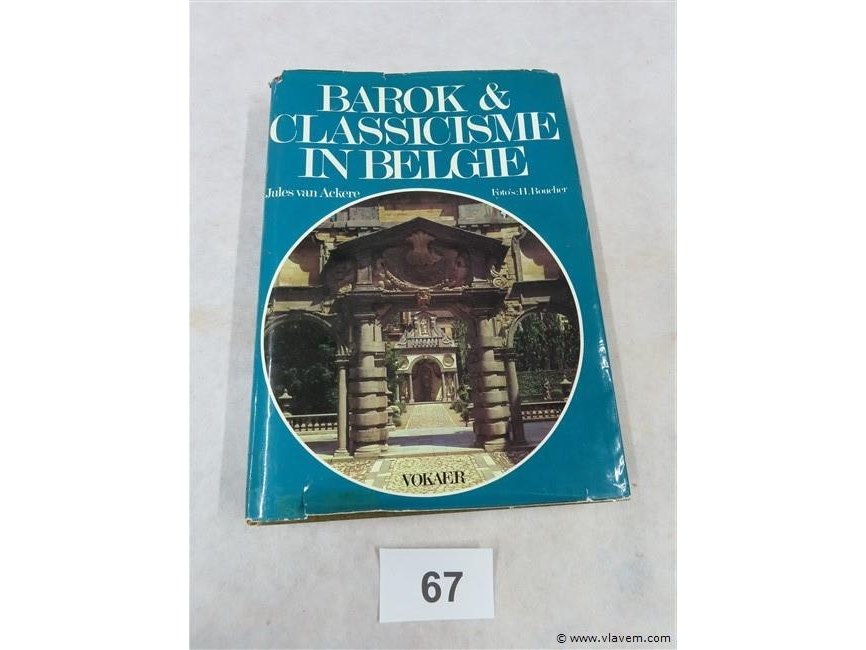 BAROK &
CLASSICISME
IN BELGIE
Jules van Ackere Foto's: H. Boucher
VOKAER
67
© www.vlavem.com